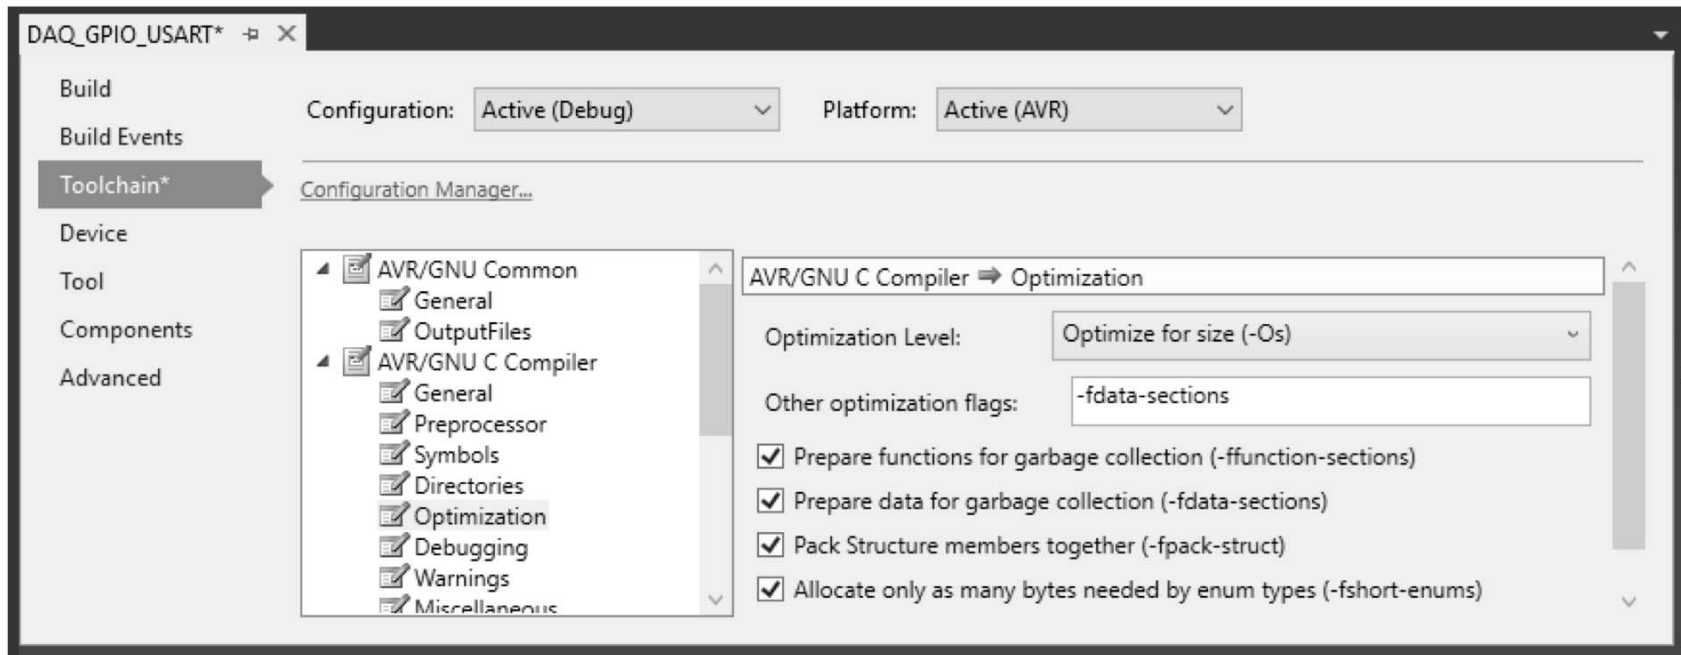 DAQ_GPIO_USART*
Build
Build Events
Toolchain*
Device
Tool
Components
Advanced
Configuration: Active (Debug) Platform: Active (AVR)
Configuration Manager...
AVR/GNU Common
General
OutputFiles
AVR/GNU C Compiler
General
Preprocessor
Symbols
Directories
Optimization
Debugging
Warnings
Miscellaneous
AVR/GNU C Compiler ➡ Optimization
Optimization Level: Optimize for size (-Os)
Other optimization flags: -fdata-sections
Prepare functions for garbage collection (-ffunction-sections)
Prepare data for garbage collection (-fdata-sections)
Pack Structure members together (-fpack-struct)
Allocate only as many bytes needed by enum types (-fshort-enums)